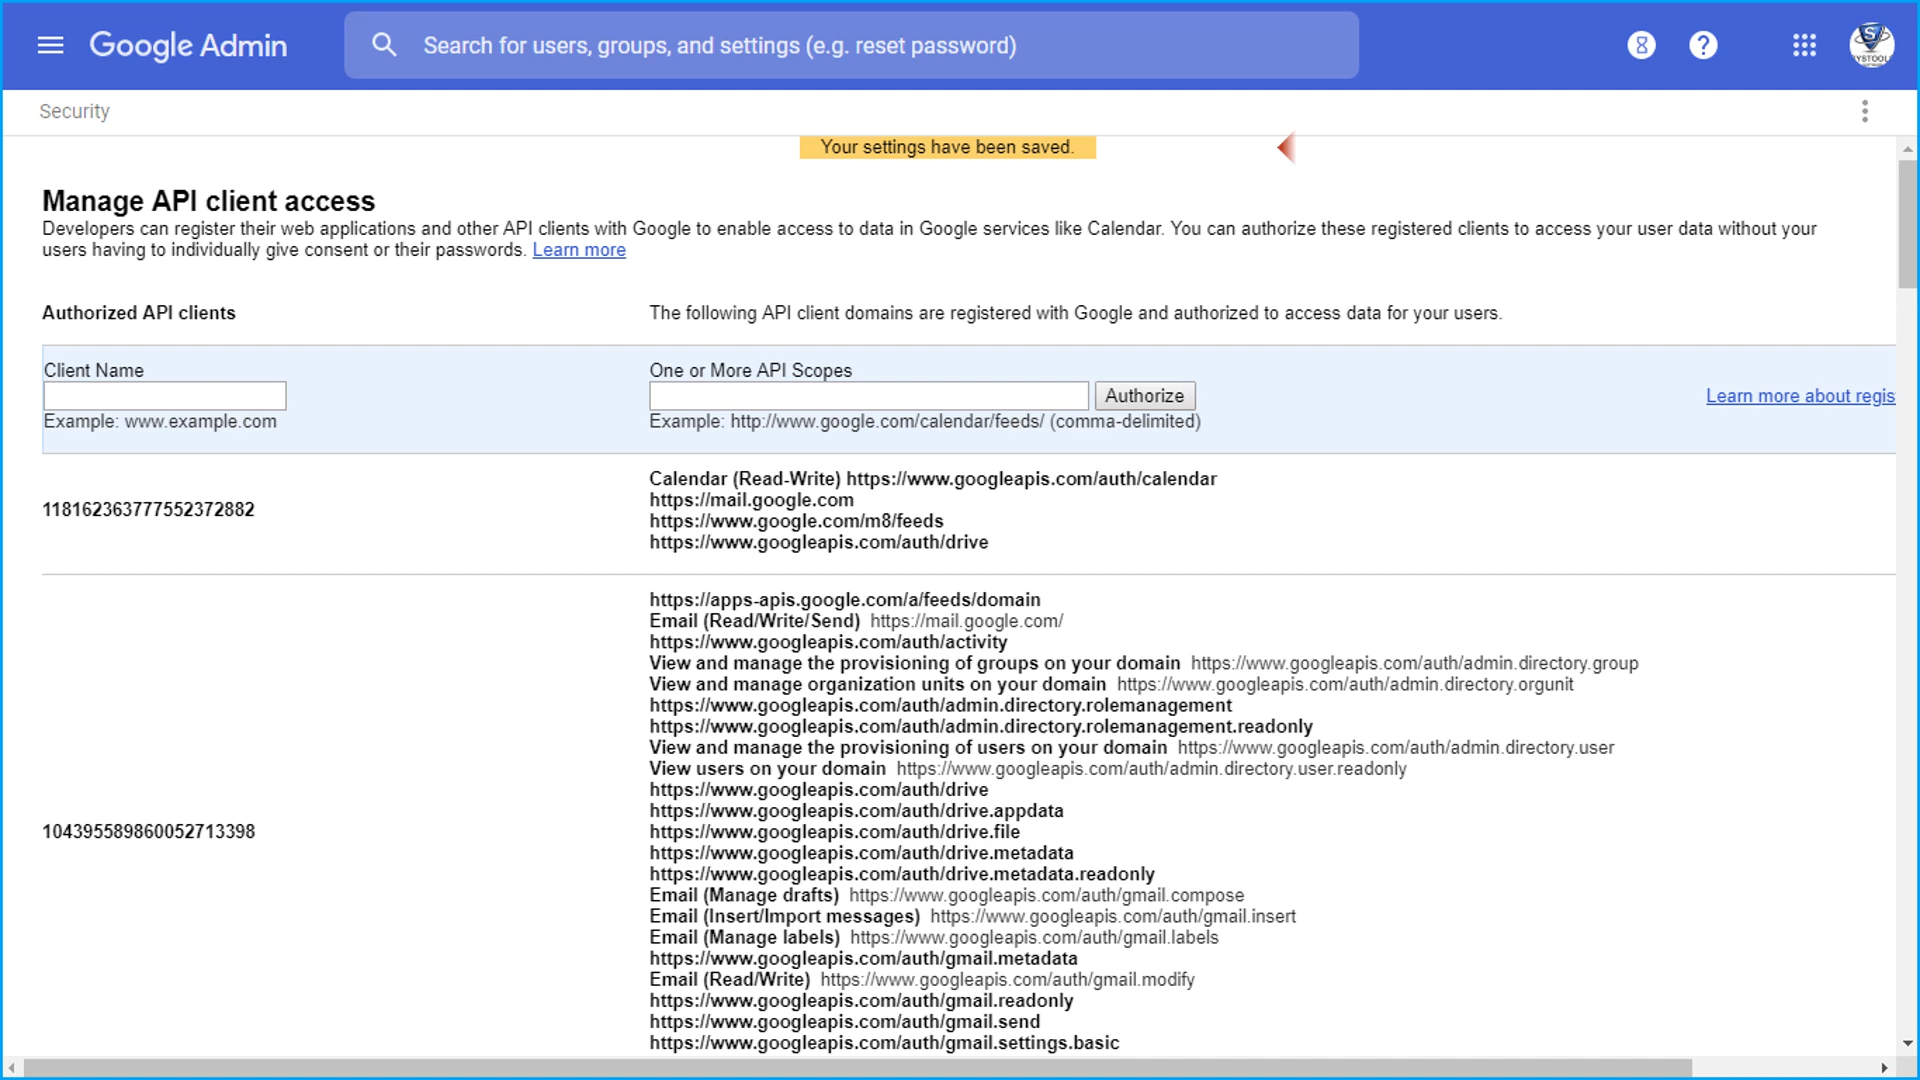 Google Admin
Search for users, groups, and settings (e.g. reset password)
8
?
S
YSTOOL
Security
Your settings have been saved.
Manage API client access
Developers can register their web applications and other API clients with Google to enable access to data in Google services like Calendar. You can authorize these registered clients to access your user data without your
users having to individually give consent or their passwords. Learn more
Authorized API clients
The following API client domains are registered with Google and authorized to access data for your users.
Client Name
One or More API Scopes
Authorize
Learn more about regis
Example: www.example.com
Example: http://www.google.com/calendar/feeds/ (comma-delimited)
118162363777552372882
Calendar (Read-Write) https://www.googleapis.com/auth/calendar
https://mail.google.com
https://www.google.com/m8/feeds
https://www.googleapis.com/auth/drive
104395589860052713398
https://apps-apis.google.com/a/feeds/domain
Email (Read/Write/Send) https://mail.google.com/
https://www.googleapis.com/auth/activity
View and manage the provisioning of groups on your domain https://www.googleapis.com/auth/admin.directory.group
View and manage organization units on your domain https://www.googleapis.com/auth/admin.directory.orgunit
https://www.googleapis.com/auth/admin.directory.rolemanagement
https://www.googleapis.com/auth/admin.directory.rolemanagement.readonly
View and manage the provisioning of users on your domain https://www.googleapis.com/auth/admin.directory.user
View users on your domain https://www.googleapis.com/auth/admin.directory.user.readonly
https://www.googleapis.com/auth/drive
https://www.googleapis.com/auth/drive.appdata
https://www.googleapis.com/auth/drive.file
https://www.googleapis.com/auth/drive.metadata
https://www.googleapis.com/auth/drive.metadata.readonly
Email (Manage drafts) https://www.googleapis.com/auth/gmail.compose
Email (Insert/Import messages) https://www.googleapis.com/auth/gmail.insert
Email (Manage labels) https://www.googleapis.com/auth/gmail.labels
https://www.googleapis.com/auth/gmail.metadata
Email (Read/Write) https://www.googleapis.com/auth/gmail.modify
https://www.googleapis.com/auth/gmail.readonly
https://www.googleapis.com/auth/gmail.send
https://www.googleapis.com/auth/gmail.settings.basic